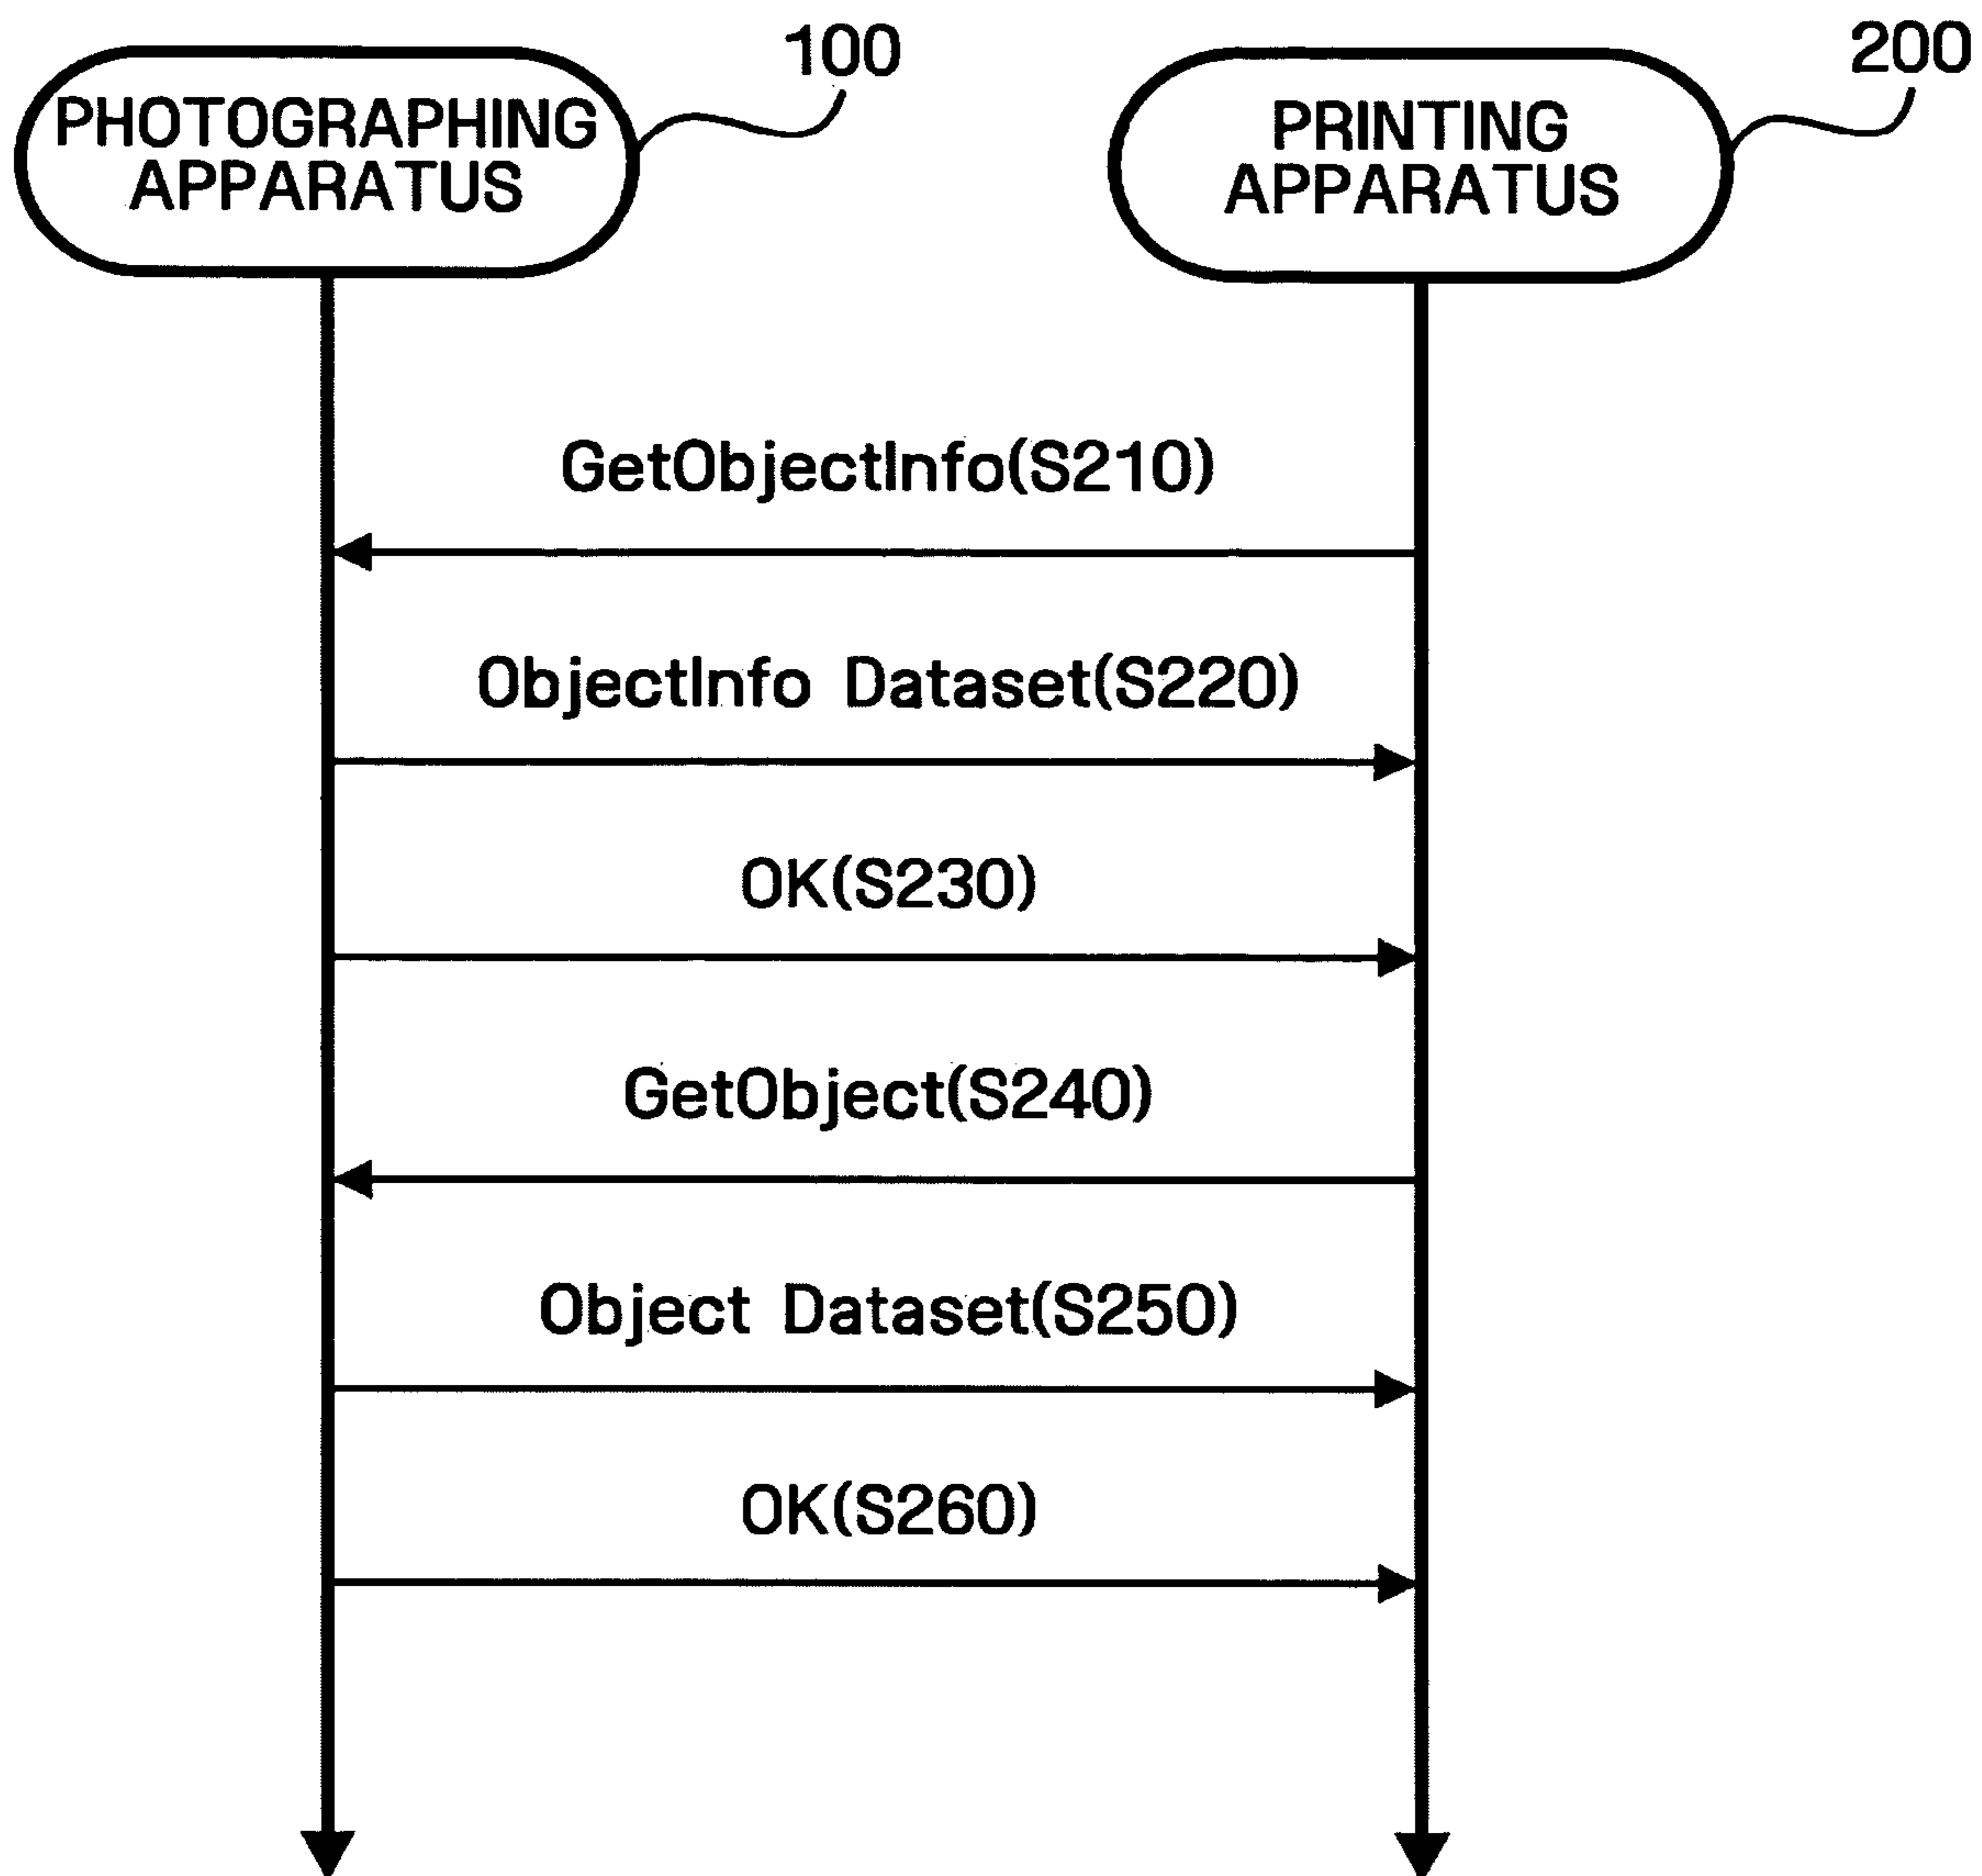 100
200
PHOTOGRAPHING
APPARATUS
PRINTING
APPARATUS
GetObjectInfo(S210)
ObjectInfo Dataset(S220)
OK(S230)
GetObject(S240)
Object Dataset(S250)
OK(S260)